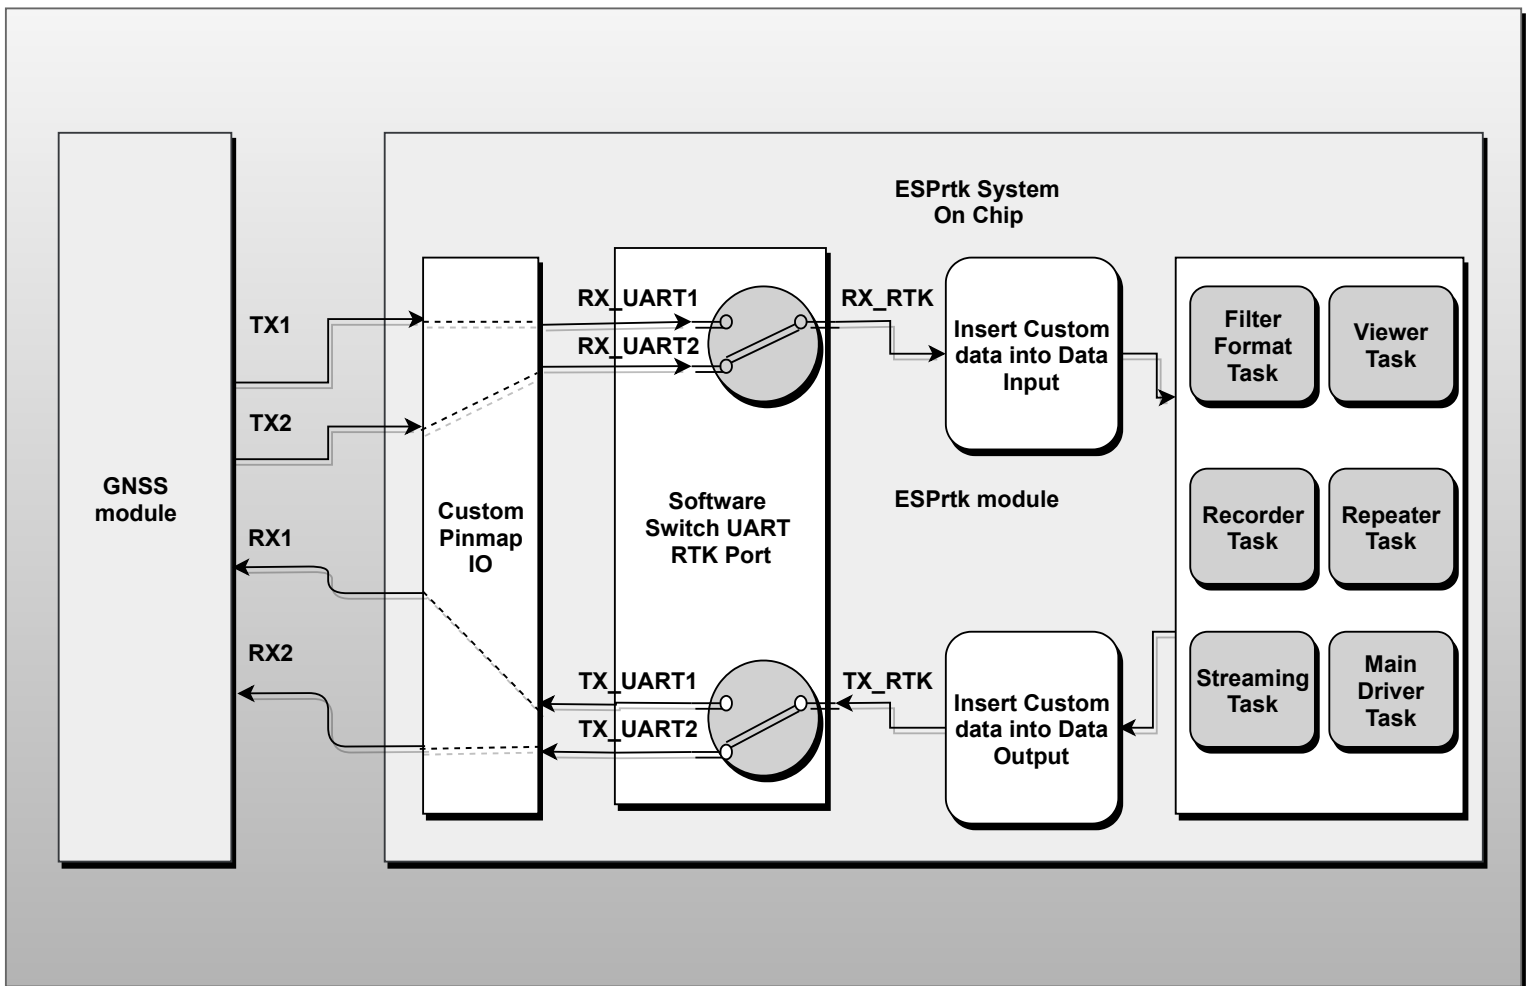 ESPrtk System
On Chip
TX1
TX2
GNSS
module
RX1
RX2
Custom
Pinmap
IO
RX_UART1
RX_UART2
Software
Switch UART
RTK Port
TX_UART1
TX_UART2
RX_RTK
Insert Custom
data into Data
Input
ESPrtk module
TX_RTK
Insert Custom
data into Data
Output
Filter
Format
Task
Viewer
Task
Recorder
Task
Repeater
Task
Streaming
Task
Main
Driver
Task